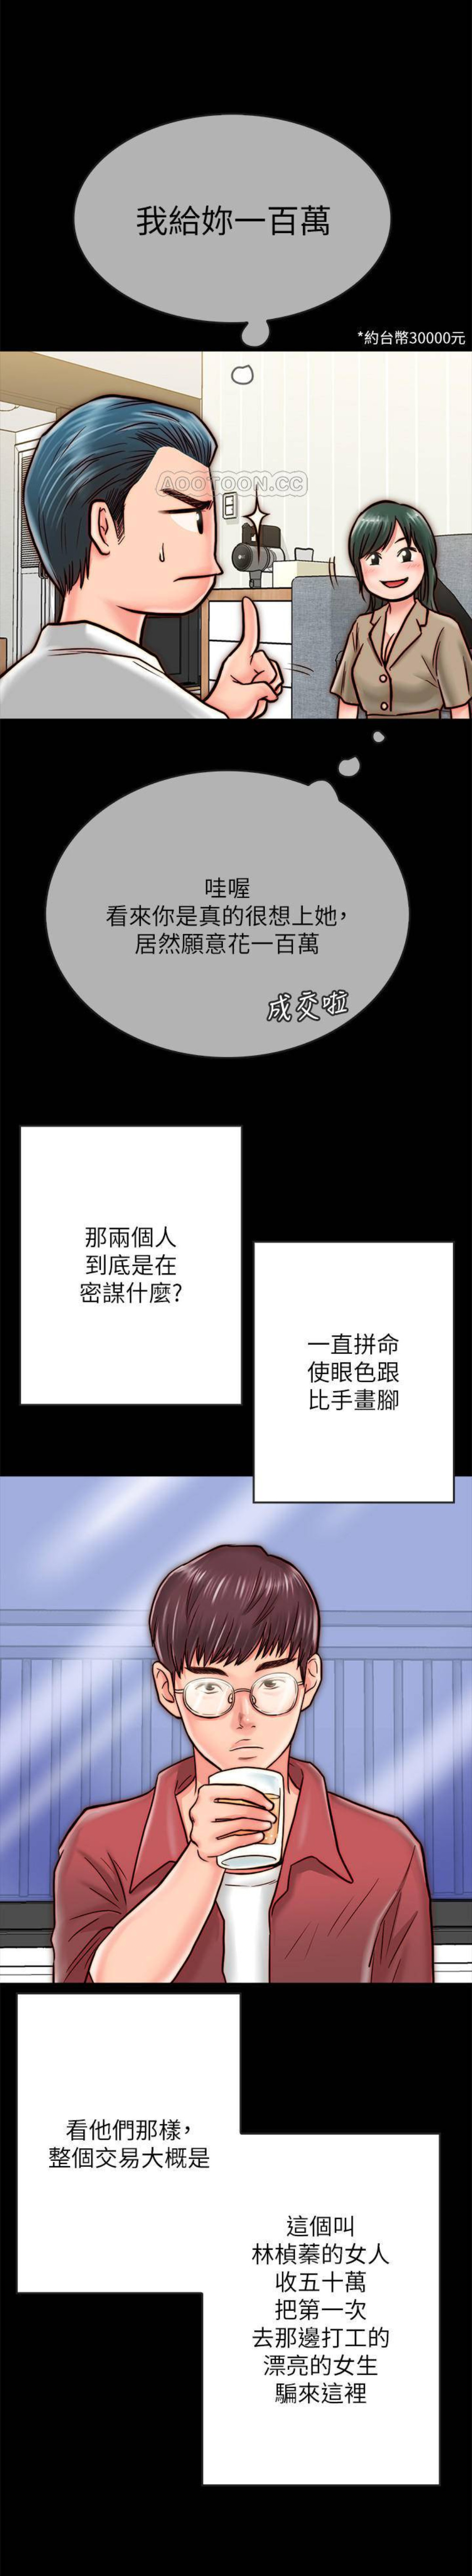 我給妳一百萬
*約台幣30000元
AOOTOON.CC
哇喔
看來你是真的很想上她，
居然願意花一百萬
成交啦
那兩個人
到底是在
密謀什麼？
一直拼命
使眼色跟
比手畫腳
看他們那樣，
整個交易大概是
這個叫
林楨蓁的女人
收五十萬
把第一次
去那邊打工的
漂亮的女生
騙來這裡